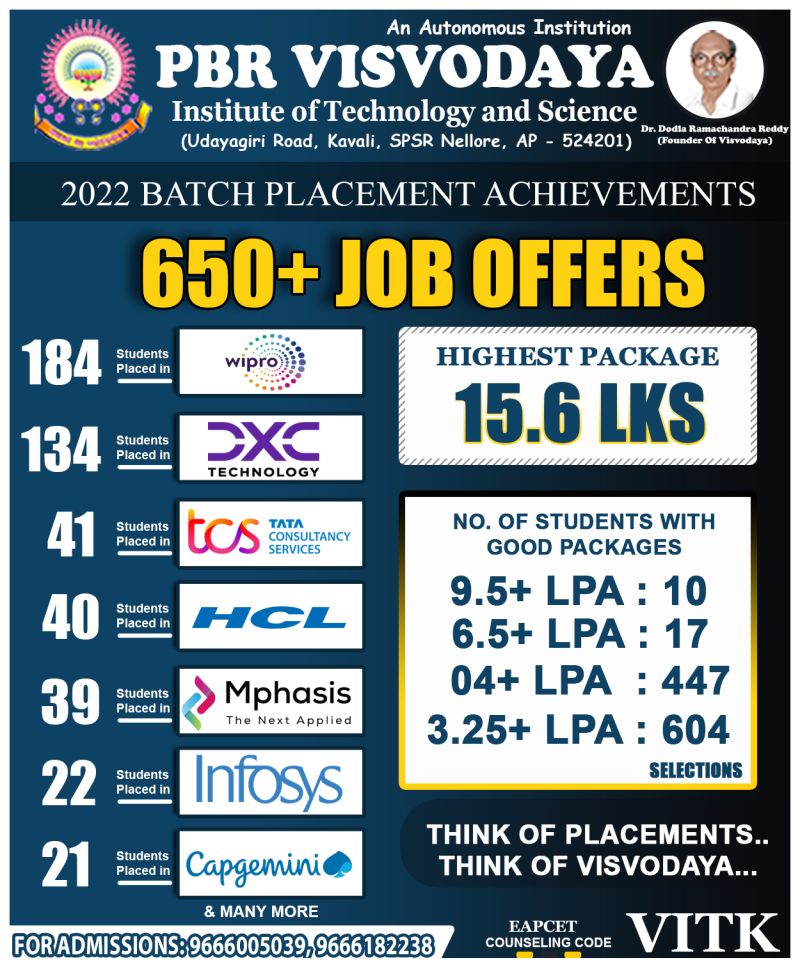 An Autonomous Institution
PBR VISVODAYA
Institute of Technology and Science
(Udayagiri Road, Kavali, SPSR Nellore, AP - 524201)
Dr. Dodla Ramachandra Reddy
(Founder Of Visvodaya)
2022 BATCH PLACEMENT ACHIEVEMENTS
650+ JOB OFFERS
184 Students Placed in wipro
134 Students Placed in DXC TECHNOLOGY
41 Students Placed in tcs TATA CONSULTANCY SERVICES
40 Students Placed in HCL
39 Students Placed in Mphasis The Next Applied
22 Students Placed in Infosys
21 Students Placed in Capgemini
& MANY MORE
HIGHEST PACKAGE
15.6 LKS
NO. OF STUDENTS WITH
GOOD PACKAGES
9.5+ LPA : 10
6.5+ LPA : 17
04+ LPA : 447
3.25+ LPA : 604
SELECTIONS
THINK OF PLACEMENTS..
THINK OF VISVODAYA...
FOR ADMISSIONS: 9666005039, 9666182238
EAPCET
COUNSELING CODE
VITK